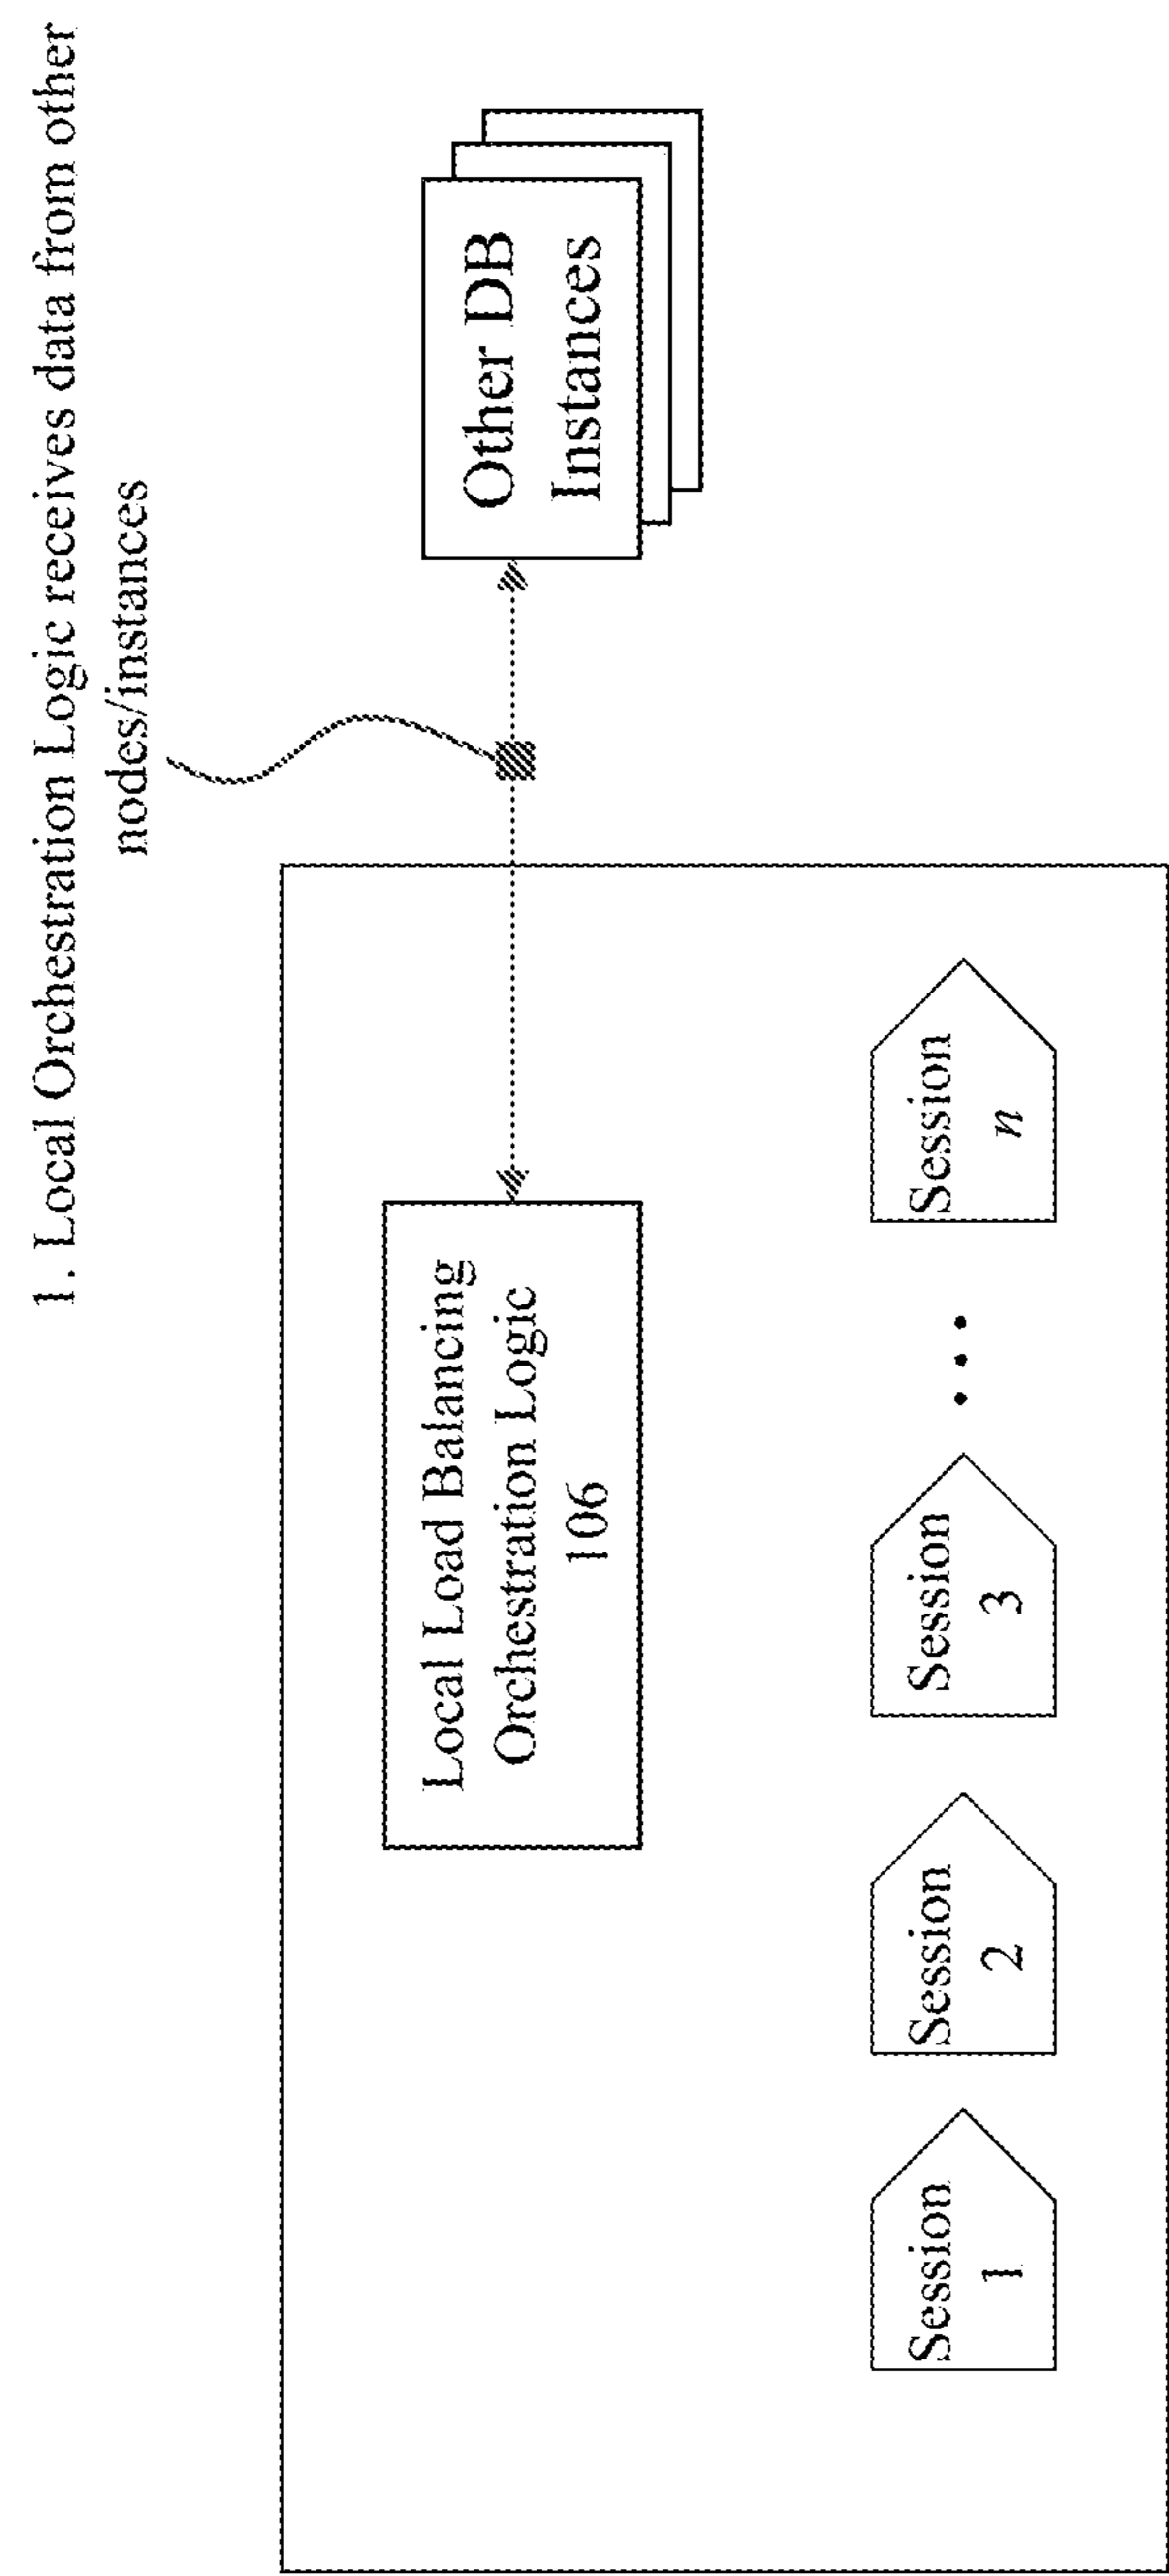 1. Local Orchestration Logic receives data from other
nodes/instances
Other DB
Instances
Local Load Balancing
Orchestration Logic
106
Session
1
Session
2
Session
3
Session
n